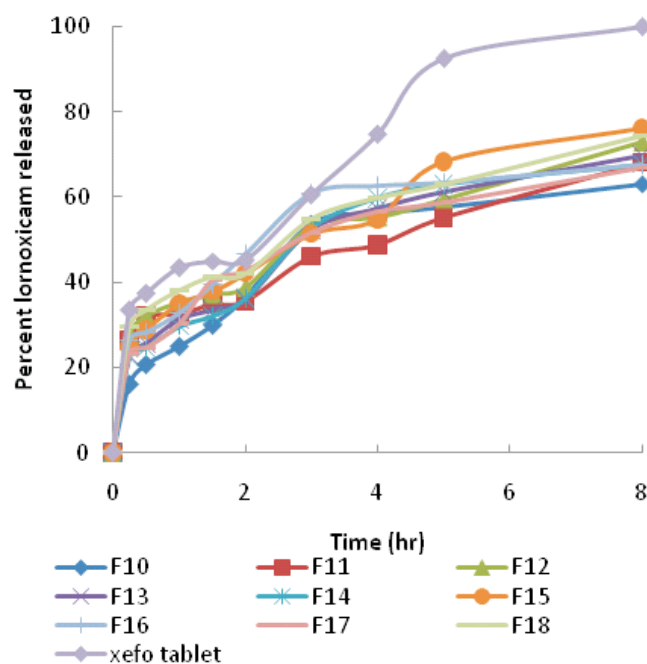 100
80
60
40
20
0
Percent lornoxicam released
0 2 4 6 8
Time (hr)
F10 F11 F12
F13 F14 F15
F16 F17 F18
xefo tablet